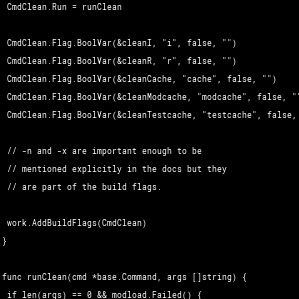 CmdClean.Run = runClean

CmdClean.Flag.BoolVar(&cleanI, "i", false, "")
CmdClean.Flag.BoolVar(&cleanR, "r", false, "")
CmdClean.Flag.BoolVar(&cleanCache, "cache", false, "")
CmdClean.Flag.BoolVar(&cleanModcache, "modcache", false, ""
CmdClean.Flag.BoolVar(&cleanTestcache, "testcache", false,

// -n and -x are important enough to be
// mentioned explicitly in the docs but they
// are part of the build flags.

work.AddBuildFlags(CmdClean)
}

func runClean(cmd *base.Command, args []string) {
if len(args) == 0 && modload.Failed() {